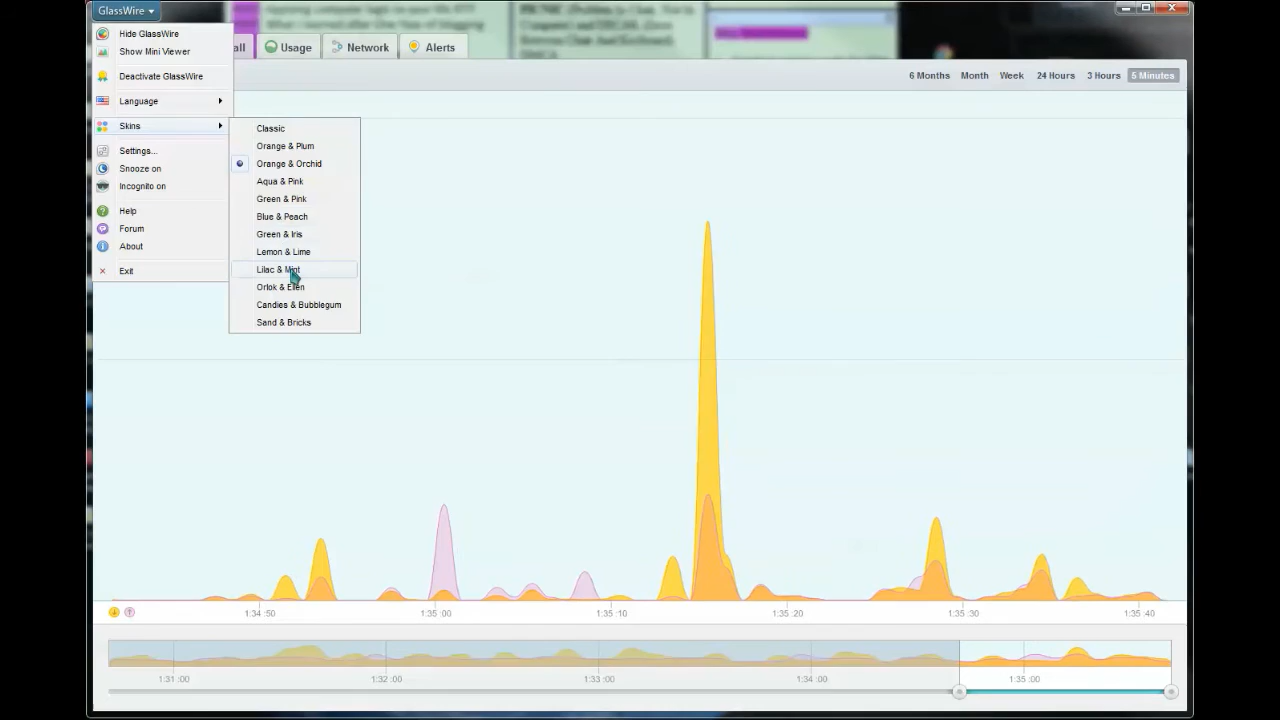 GlassWire
Hide GlassWire
Show Mini Viewer
Deactivate GlassWire
Language
Skins
Settings...
Snooze on
Incognito on
Help
Forum
About
Exit
Classic
Orange & Plum
Orange & Orchid
Aqua & Pink
Green & Pink
Blue & Peach
Green & Iris
Lemon & Lime
Lilac & Mint
Orlok & Ellen
Candies & Bubblegum
Sand & Bricks
all
Usage
Network
Alerts
6 Months
Month
Week
24 Hours
3 Hours
5 Minutes
1:34:50
1:35:00
1:35:10
1:35:20
1:35:30
1:35:40
1:31:00
1:32:00
1:33:00
1:34:00
1:35:00